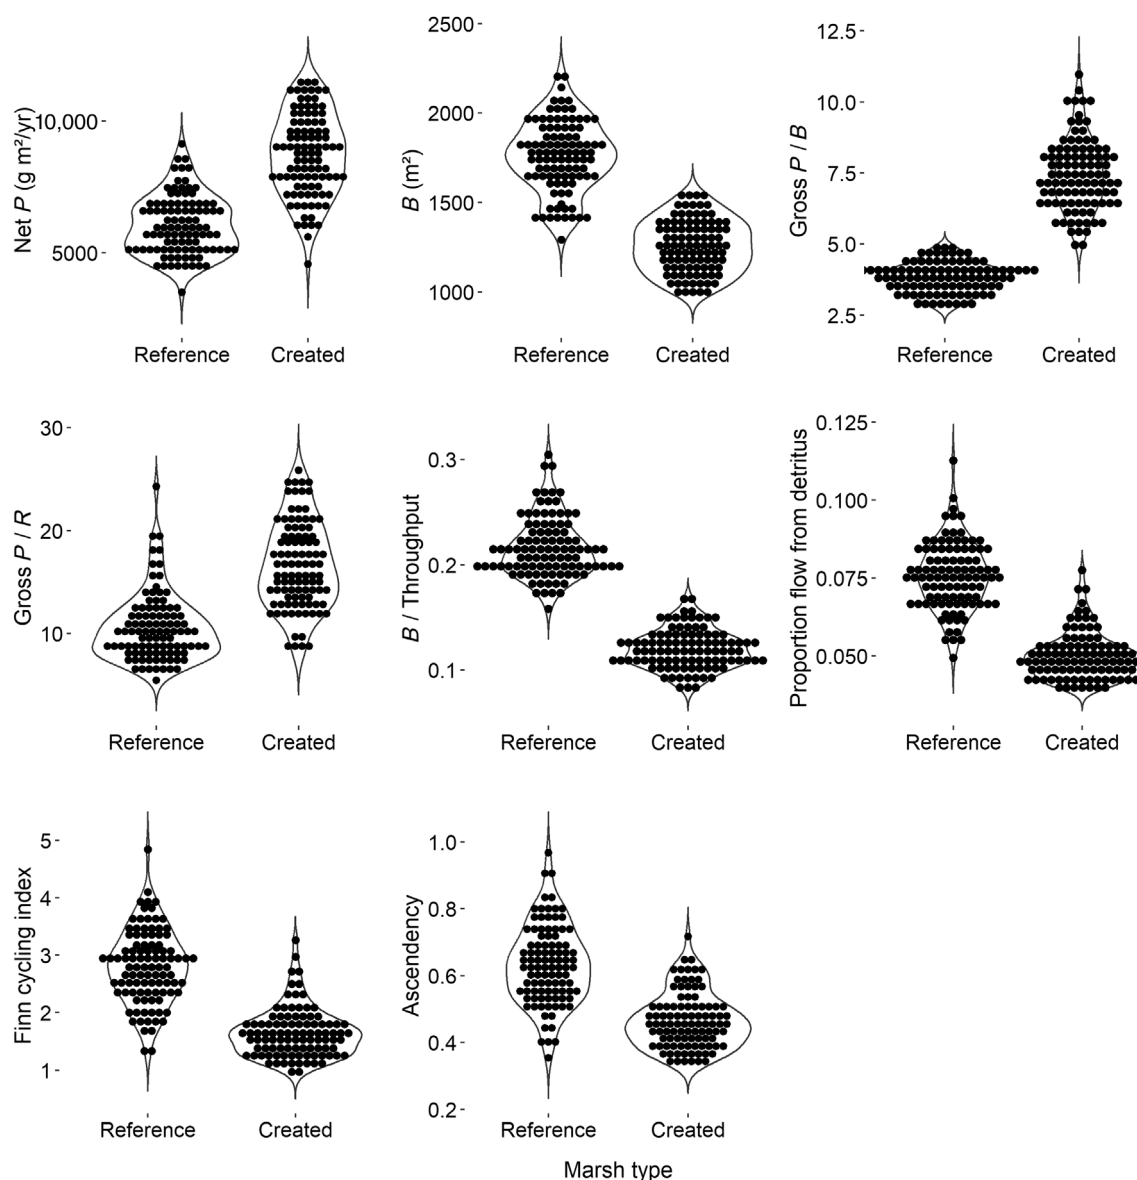 Net P (g m²/yr)
10,000-
5000-
Reference
Created
B (m²)
2500-
2000-
1500-
1000-
Reference
Created
Gross P / B
12.5-
10.0-
7.5-
5.0-
2.5-
Reference
Created
Gross P / R
30-
20-
10-
Reference
Created
B / Throughput
0.3-
0.2-
0.1-
Reference
Created
Proportion flow from detritus
0.125-
0.100-
0.075-
0.050-
Reference
Created
Finn cycling index
5-
4-
3-
2-
1-
Reference
Created
Ascendency
1.0-
0.8-
0.6-
0.4-
0.2-
Reference
Created
Marsh type